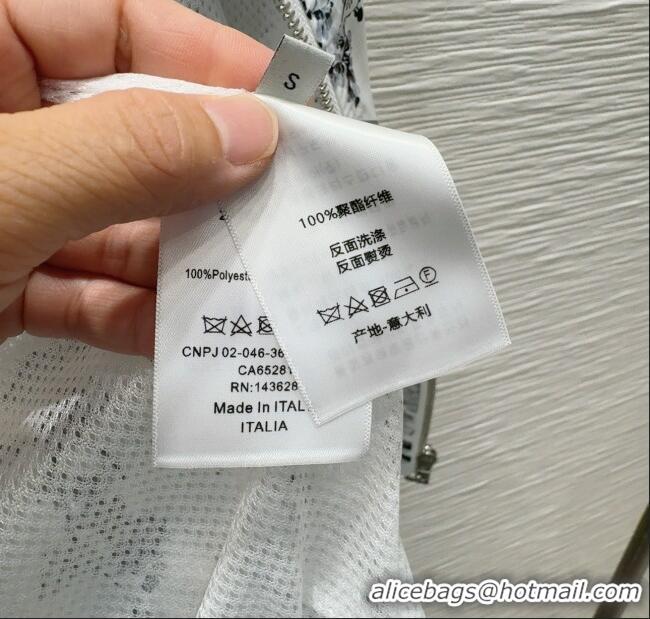 S
100%聚酯纤维
反面洗涤
反面熨烫
F
产地-意大利
100%Polyest
CNPJ 02-046-36
CA6528
RN:143628
Made In ITAL
ITALIA
alicebags@hotmail.com